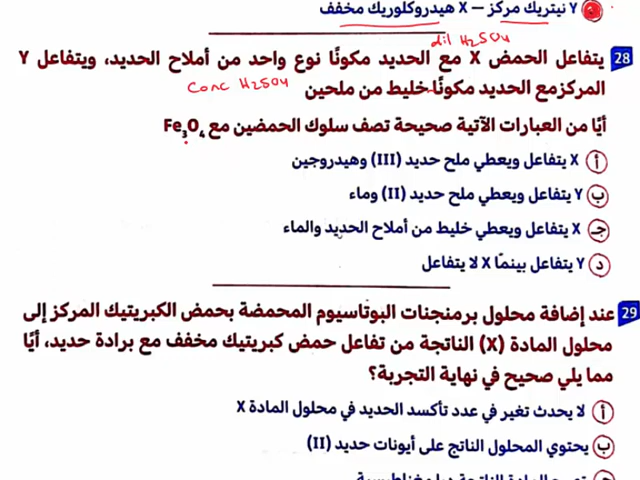 د Y نيتريك مركز – X هيدروكلوريك مخفف
dil H2SO4
28 يتفاعل الحمض X مع الحديد مكونًا نوع واحد من أملاح الحديد، ويتفاعل Y
المركز مع الحديد مكونًا خليط من ملحين Conc H2SO4
أيًا من العبارات الآتية صحيحة تصف سلوك الحمضين مع Fe3O4
أ X يتفاعل ويعطي ملح حديد (III) وهيدروجين
ب Y يتفاعل ويعطي ملح حديد (II) وماء
جـ X يتفاعل ويعطي خليط من أملاح الحديد والماء
د Y يتفاعل بينما X لا يتفاعل
29 عند إضافة محلول برمنجنات البوتاسيوم المحمضة بحمض الكبريتيك المركز إلى
محلول المادة (X) الناتجة من تفاعل حمض كبريتيك مخفف مع برادة حديد، أيًا
مما يلي صحيح في نهاية التجربة؟
أ لا يحدث تغير في عدد تأكسد الحديد في محلول المادة X
ب يحتوي المحلول الناتج على أيونات حديد (II)